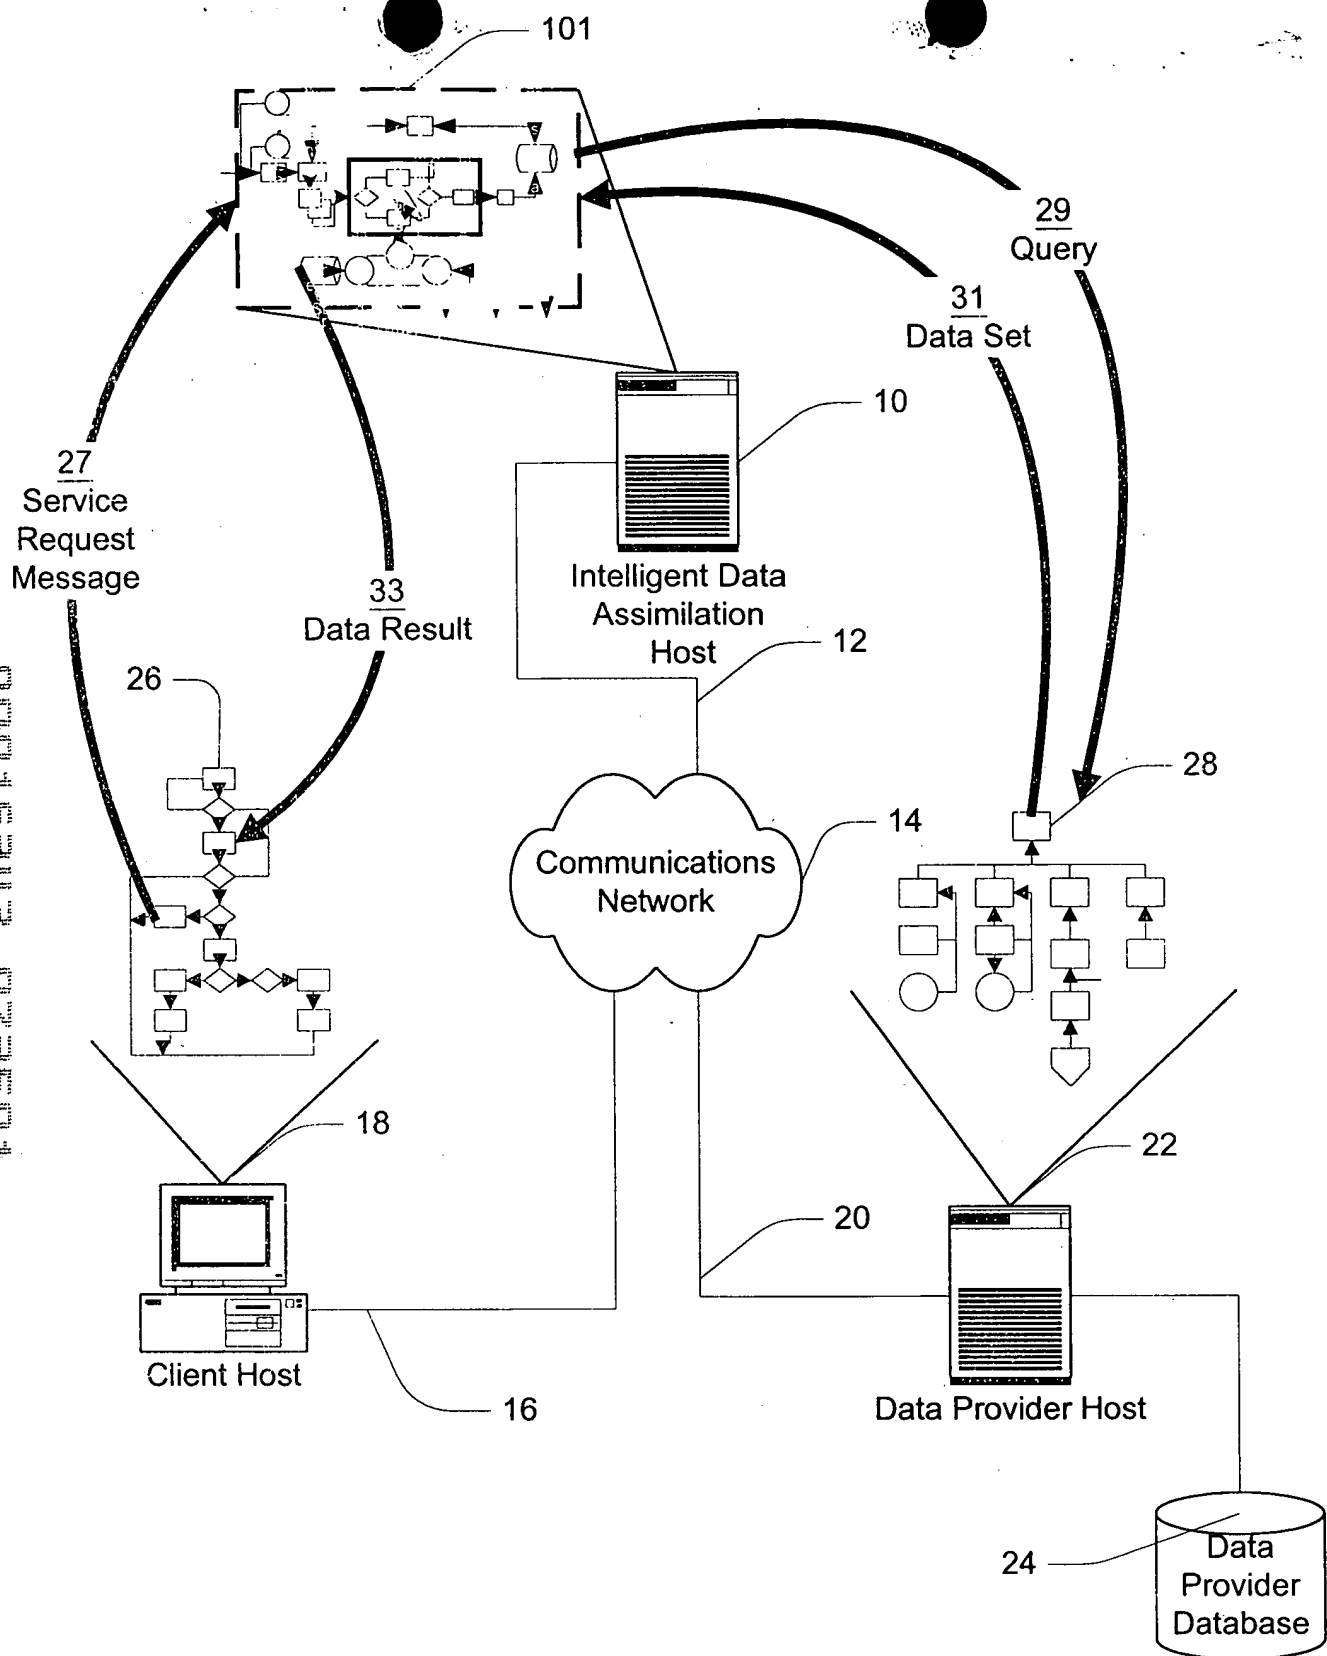 101
29
Query
31
Data Set
10
27
Service
Request
Message
Intelligent Data
Assimilation
Host
33
Data Result
12
26
28
14
Communications
Network
18
22
20
Client Host
16
Data Provider Host
24
Data
Provider
Database